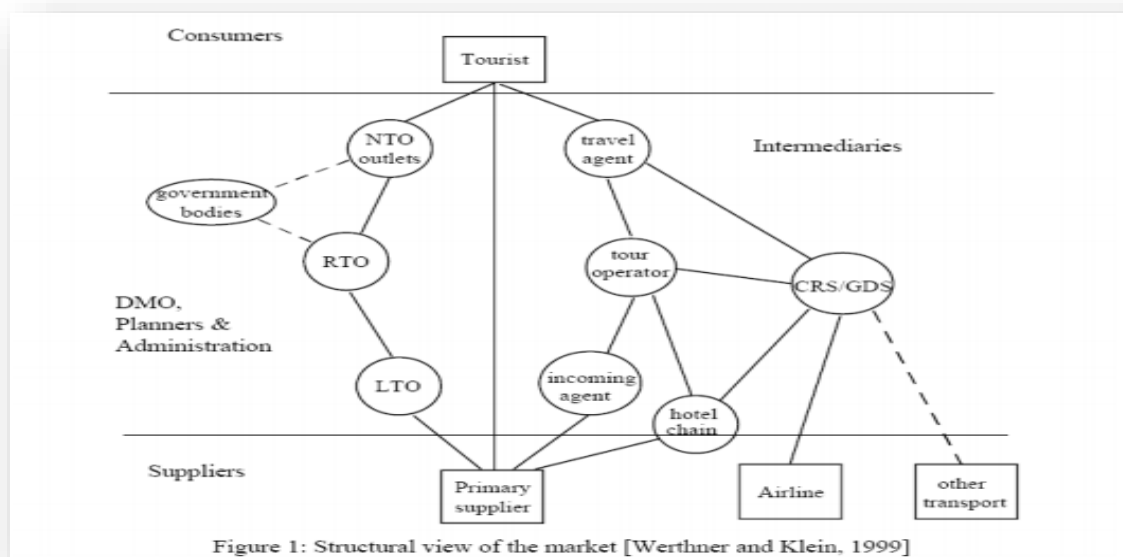 Consumers
Tourist
NTO
outlets
travel
agent
Intermediaries
government
bodies
RTO
tour
operator
CRS/GDS
DMO,
Planners &
Administration
LTO
incoming
agent
hotel
chain
Suppliers
Primary
supplier
Airline
other
transport
Figure 1: Structural view of the market [Werthner and Klein, 1999]